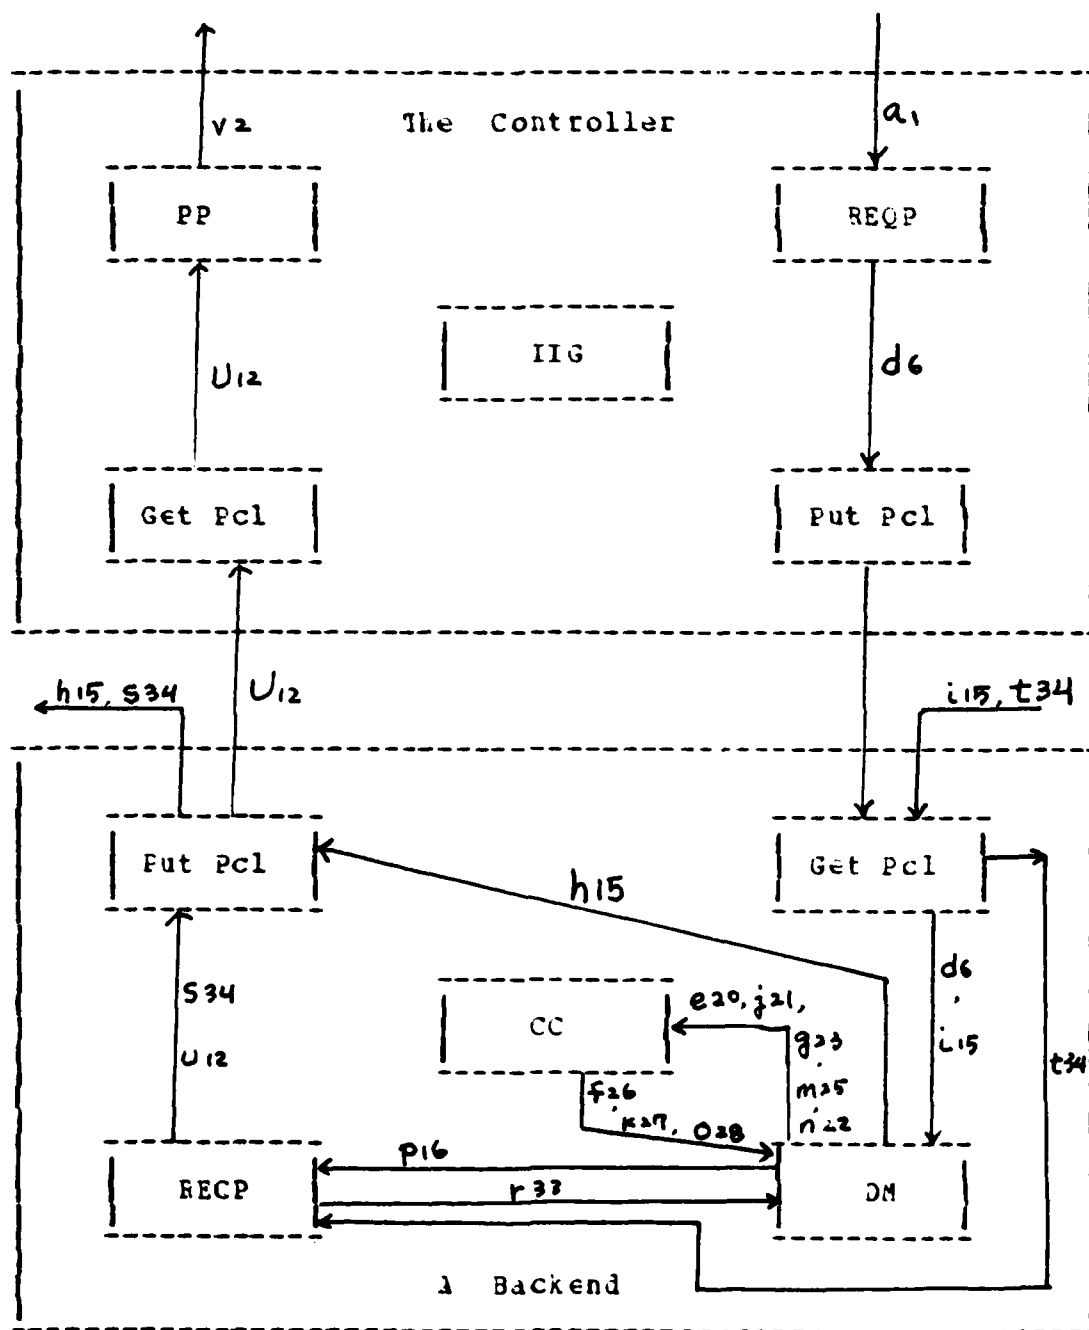 v2
The Controller
a1
PP
REQP
IIG
U12
d6
Get Pcl
Put Pcl
h15, s34
U12
i15, t34
Put Pcl
Get Pcl
h15
d6
,
i15
s34
u12
CC
e20, j21,
g23
,
m25
,
n22
t34
f26
,
k27, o28
p16
RECP
r33
DM
A Backend